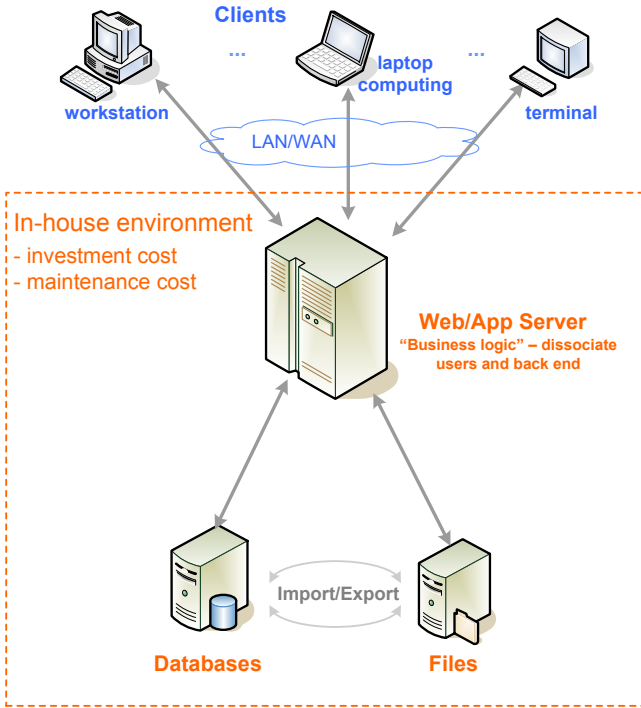 Clients
...
...
workstation
laptop
computing
terminal
LAN/WAN
In-house environment
- investment cost
- maintenance cost
Web/App Server
“Business logic” – dissociate
users and back end
Import/Export
Databases
Files